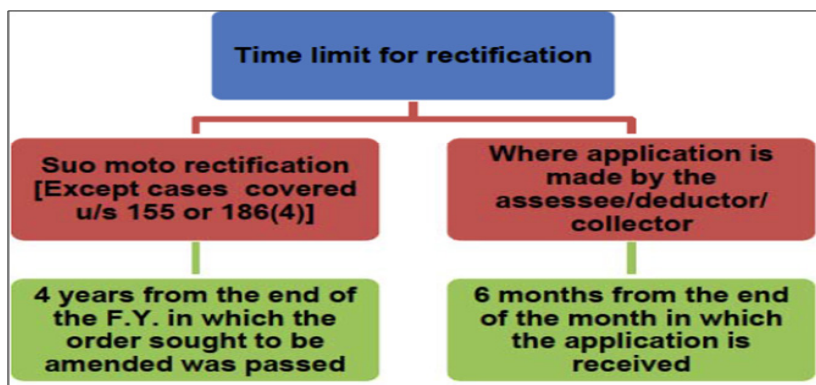 Time limit for rectification
Suo moto rectification
[Except cases covered
u/s 155 or 186(4)]
Where application is
made by the
assessee/deductor/
collector
4 years from the end of
the F.Y. in which the
order sought to be
amended was passed
6 months from the end
of the month in which
the application is
received